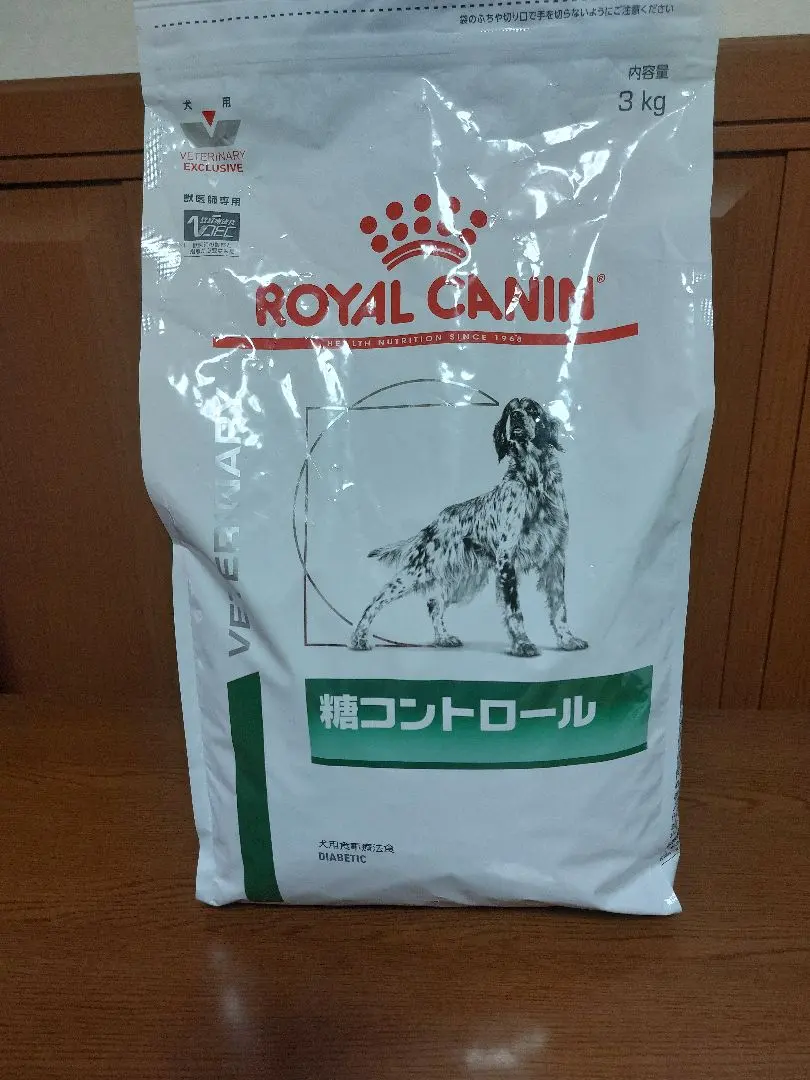 袋のふちや切り口で手を切らないようにご注意ください
内容量
3 kg
犬用
VETERINARY
EXCLUSIVE
獣医師専用
ROYAL CANIN®
HEALTH NUTRITION SINCE 1968
VETERINARY
糖コントロール
犬用食事療法食
DIABETIC